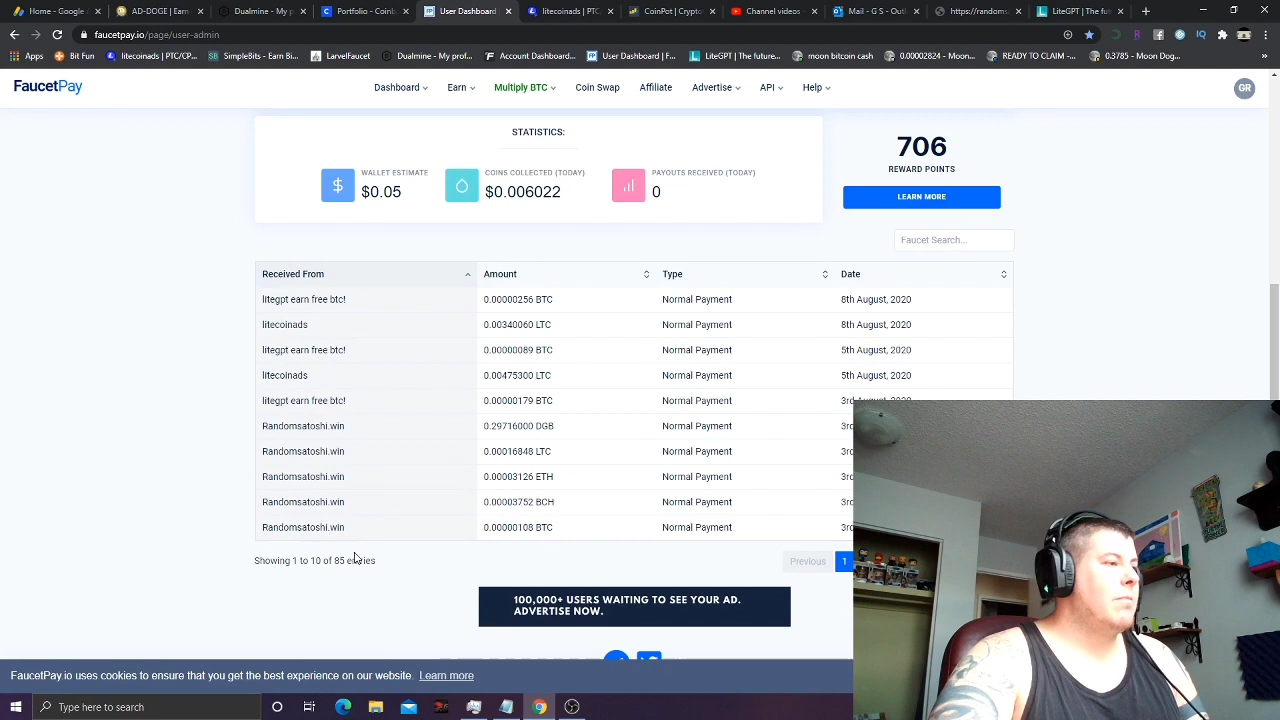 Home - Google
AD-DOGE - Earn
Dualmine - My
Portfolio - Coinb
User Dashboard
litecoinads | PTC
CoinPot | Crypto
Channel videos -
Mail - G S - Outl
https://random
LiteGPT | The fut
faucetpay.io/page/user-admin
Apps
Bit Fun
litecoinads | PTC/CP...
SimpleBits - Earn Cr...
LarvelFaucet
Dualmine - My prof...
Account Dashboard...
User Dashboard | F...
LiteGPT | The future...
moon bitcoin cash
0.00002824 - Moon...
READY TO CLAIM -...
0.3785 - Moon Dog...
FaucetPay
Dashboard
Earn
Multiply BTC
Coin Swap
Affiliate
Advertise
API
Help
GR
STATISTICS:
WALLET ESTIMATE
$0.05
COINS COLLECTED (TODAY)
$0.006022
PAYOUTS RECEIVED (TODAY)
0
706
REWARD POINTS
LEARN MORE
Faucet Search...
Received From Amount Type Date
litegpt earn free btc! 0.00000256 BTC Normal Payment 8th August, 2020
litecoinads 0.00340060 LTC Normal Payment 8th August, 2020
litegpt earn free btc! 0.00000089 BTC Normal Payment 5th August, 2020
litecoinads 0.00475300 LTC Normal Payment 5th August, 2020
litegpt earn free btc! 0.00000179 BTC Normal Payment 3rd August, 2020
Randomsatoshi.win 0.29716000 DGB Normal Payment 3rd
Randomsatoshi.win 0.00016848 LTC Normal Payment 3rd
Randomsatoshi.win 0.00003126 ETH Normal Payment 3rd
Randomsatoshi.win 0.00003752 BCH Normal Payment 3rd
Randomsatoshi.win 0.00000108 BTC Normal Payment 3rd
Showing 1 to 10 of 85 entries
Previous
1
100,000+ USERS WAITING TO SEE YOUR AD.
ADVERTISE NOW.
FaucetPay.io uses cookies to ensure that you get the best experience on our website. Learn more
Type here to search